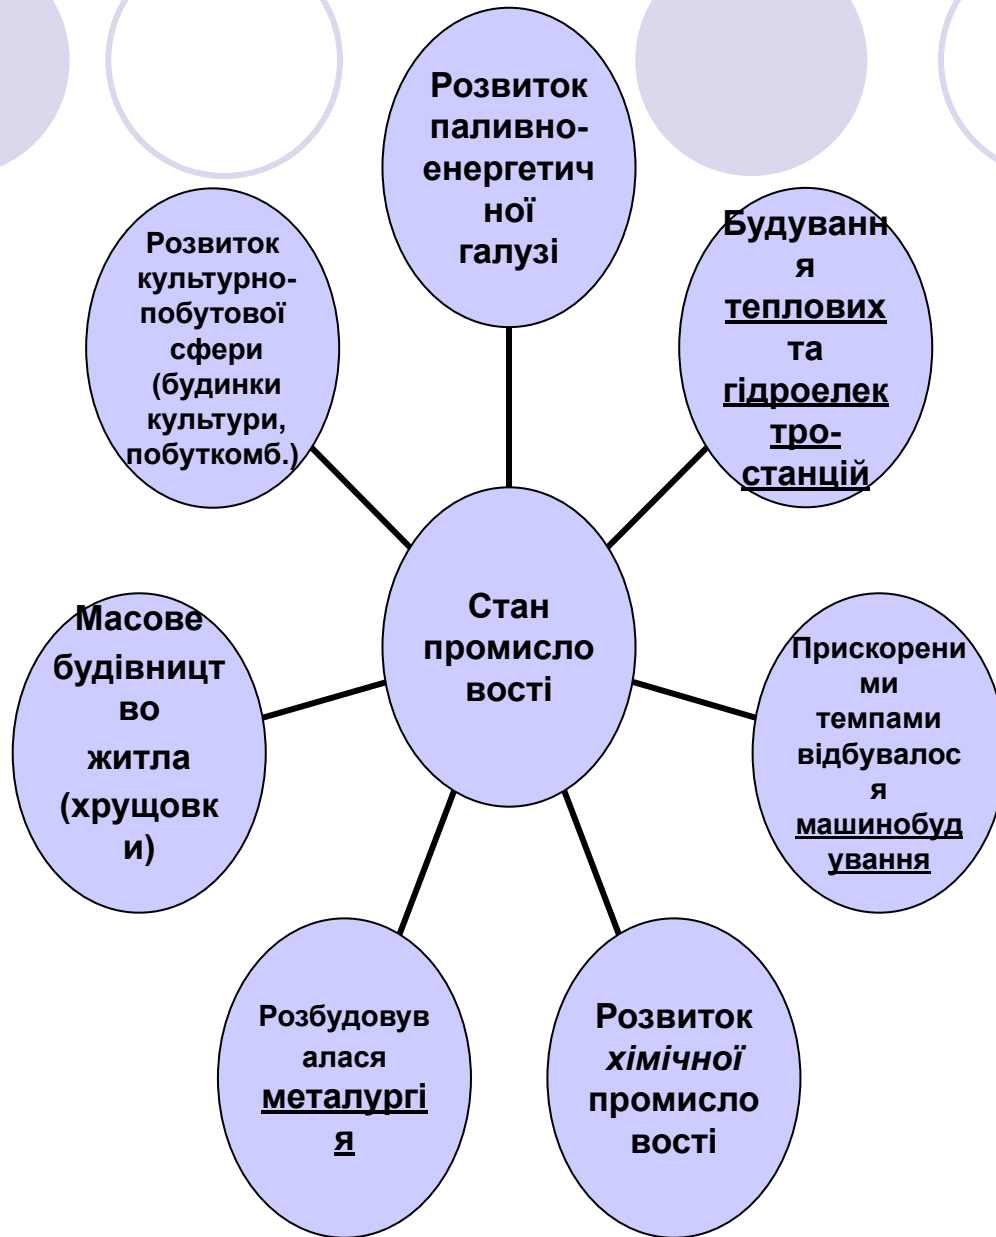 Розвиток
паливно-
енергетич
ної
галузі
Будуванн
я
теплових
та
гідроелек
тро-
станцій
Прискорени
ми
темпами
відбувалос
я
машинобуд
ування
Розвиток
хімічної
промисло
вості
Розбудовув
алася
металургі
я
Масове
будівницт
во
житла
(хрущовк
и)
Розвиток
культурно-
побутової
сфери
(будинки
культури,
побуткомб.)
Стан
промисло
вості